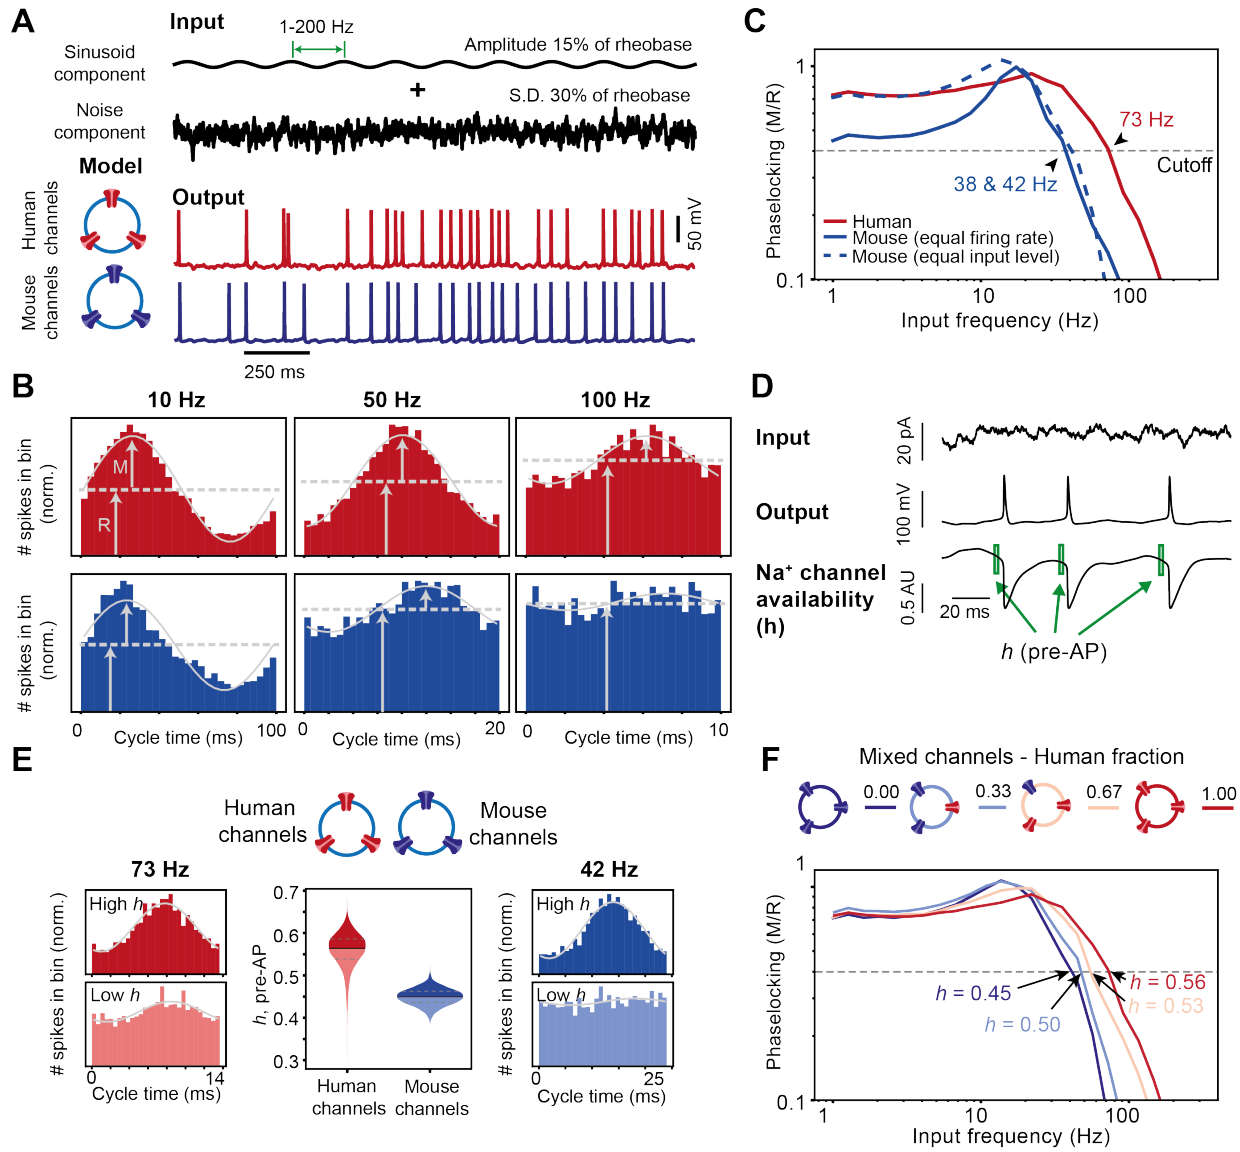 A
Input
1-200 Hz
Sinusoid
component
Amplitude 15% of rheobase
+
Noise
component
S.D. 30% of rheobase
Model
Output
Human
channels
50 mV
Mouse
channels
250 ms
B
10 Hz
50 Hz
100 Hz
# spikes in bin
(norm.)
M
R
# spikes in bin
(norm.)
0
100
Cycle time (ms)
0
20
Cycle time (ms)
0
10
Cycle time (ms)
C
Phaselocking (M/R)
1
0.1
73 Hz
Cutoff
38 & 42 Hz
Human
Mouse (equal firing rate)
Mouse (equal input level)
1
10
100
Input frequency (Hz)
D
Input
20 pA
Output
100 mV
Na+ channel
availability
(h)
0.5 AU
20 ms
h (pre-AP)
E
Human
channels
Mouse
channels
73 Hz
# spikes in bin (norm.)
High h
Low h
0
14
Cycle time (ms)
h, pre-AP
0.7
0.6
0.5
0.4
0.3
Human
channels
Mouse
channels
42 Hz
# spikes in bin (norm.)
High h
Low h
0
25
Cycle time (ms)
F
Mixed channels - Human fraction
0.00
0.33
0.67
1.00
Phaselocking (M/R)
1
0.1
h = 0.45
h = 0.50
h = 0.56
h = 0.53
1
10
100
Input frequency (Hz)